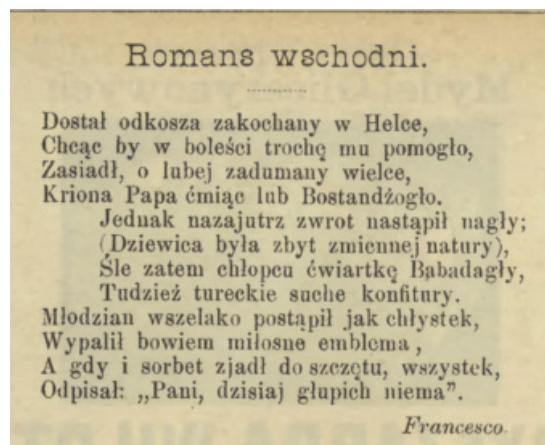 Romans wschodni.
Dostał odkosza zakochany w Helce,
Chcąc by w boleści trochę mu pomogło,
Zasiadł, o lubej zadumany wielce,
Kriona Papa ćmiąc lub Bostandżogło.
Jednak nazajutrz zwrot nastąpił nagły;
(Dziewica była zbyt zmiennej natury),
Śle zatem chłopcu ćwiartkę Babadagły,
Tudzież tureckie suche konfitury.
Młodzian wszelako postąpił jak chłystek,
Wypalił bowiem miłosne emblema,
A gdy i sorbet zjadł do szczętu, wszystek,
Odpisał: „Pani, dzisiaj głupich niema”.
Francesco.